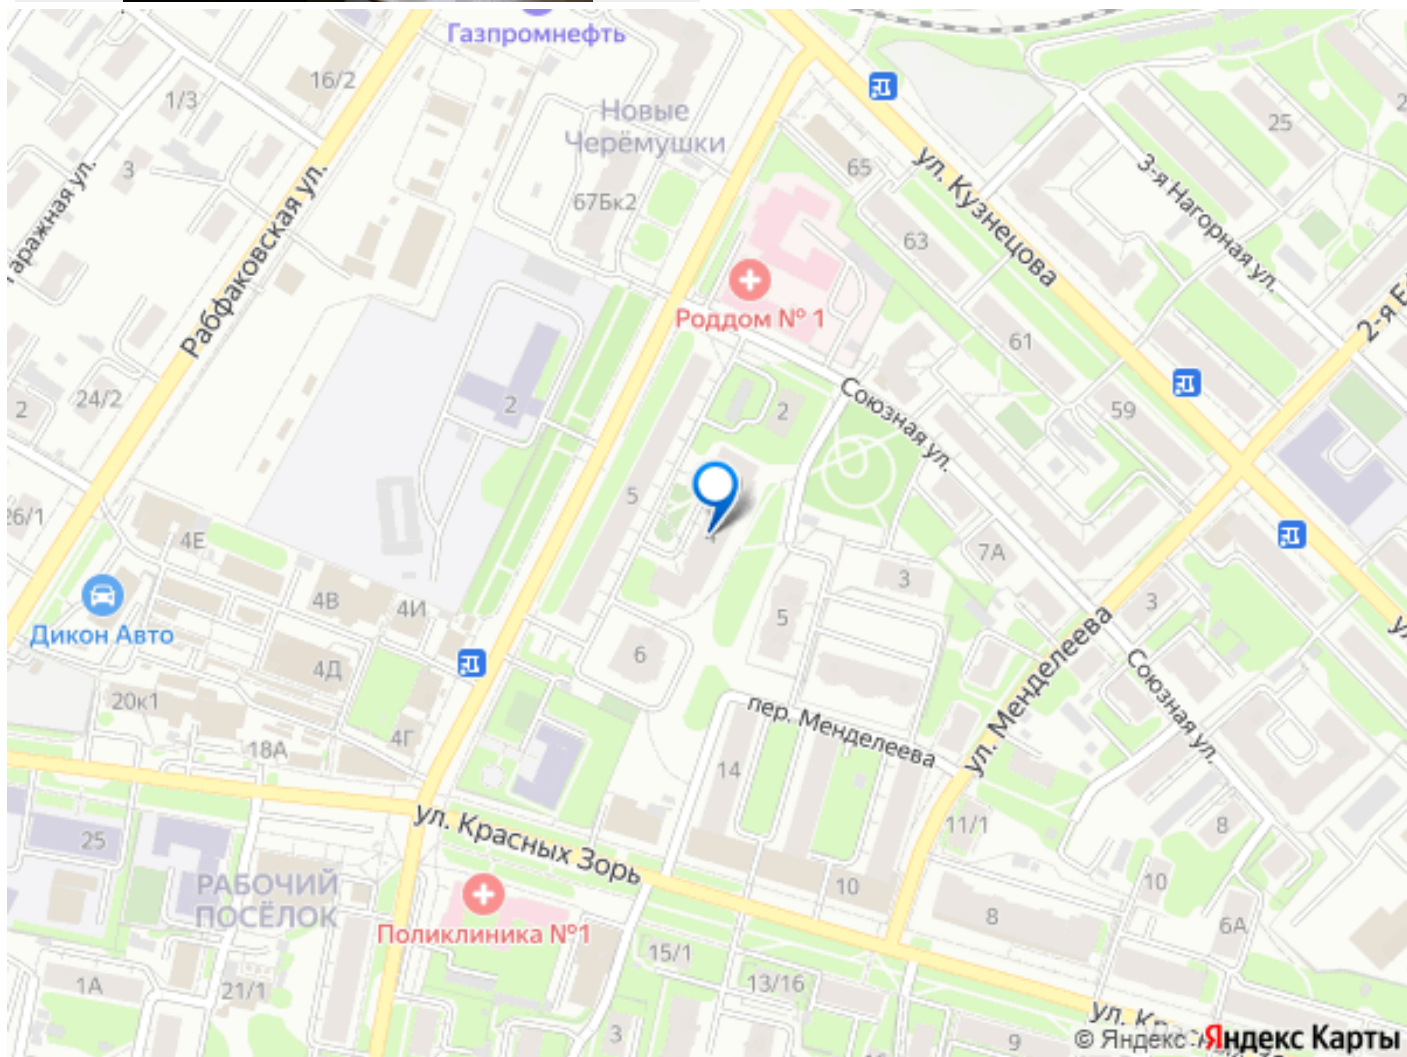 Газпромнефть
16/2
1/3
Новые
Черёмушки
25
3
65
67Бк2
ул. Кузнецова
3-я Нагорная ул.
63
Рабфаковская ул.
Роддом № 1
61
2-я
24/2
2
2
2
59
Союзная ул.
5
26/1
4Е
7А
3
3
4В
4И
5
Дикон Авто
6
4Д
ул. Менделеева
Союзная ул.
20к1
18А
4Г
пер. Менделеева
14
ул. Красных Зорь
11/1
8
25
РАБОЧИЙ
ПОСЁЛОК
10
10
8
6А
Поликлиника №1
15/1
13/16
1А
21/1
3
9
© Яндекс
Яндекс Карты